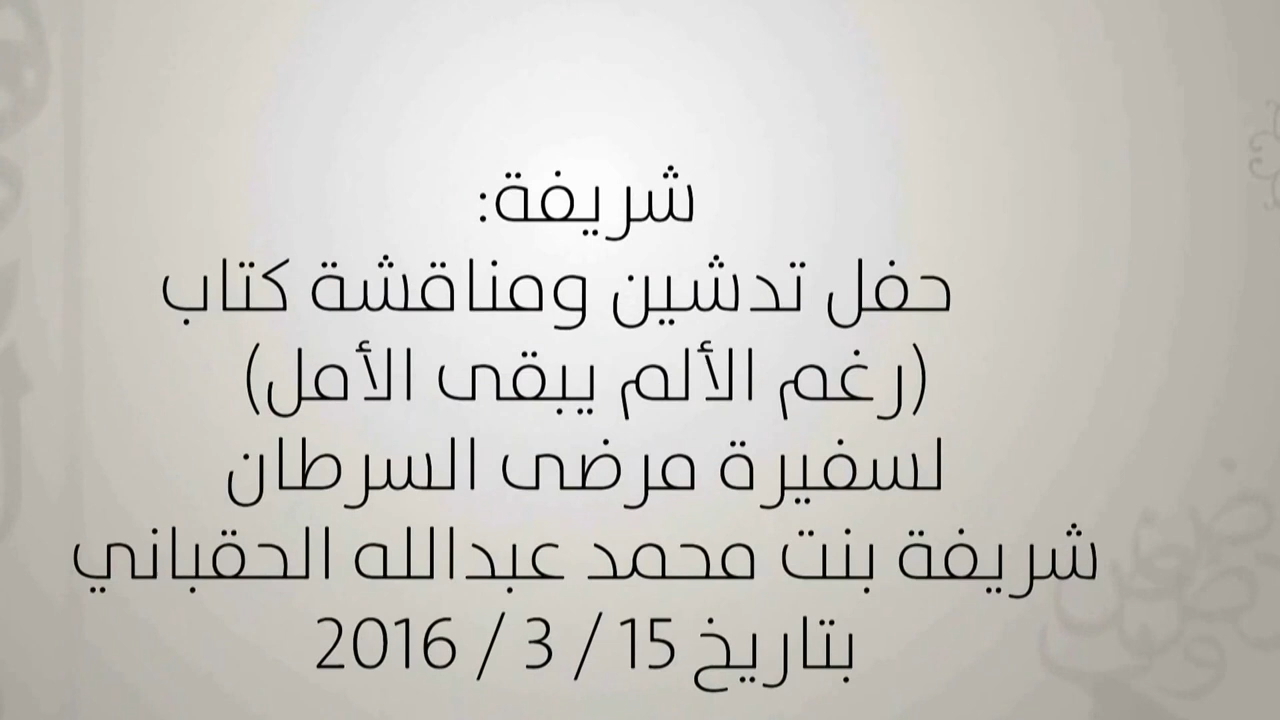 شريفة:
حفل تدشين ومناقشة كتاب
(رغم الألم يبقى الأمل)
لسفيرة مرضى السرطان
شريفة بنت محمد عبدالله الحقباني
بتاريخ 15 / 3 / 2016